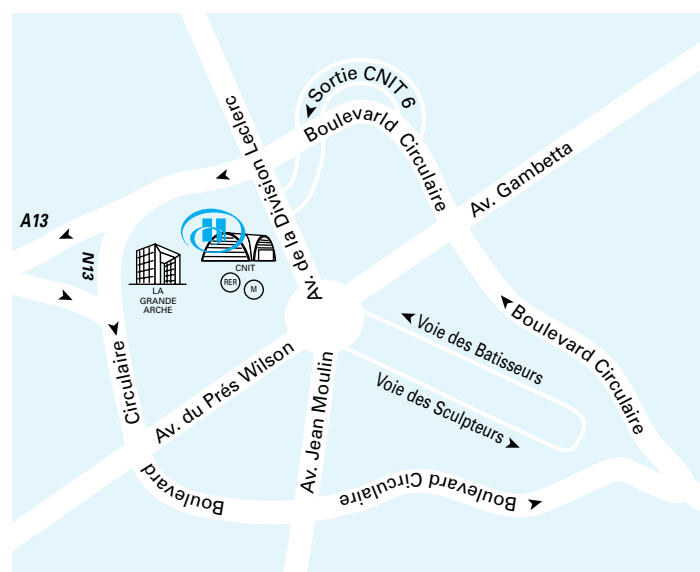 Sortie CNIT 6
Boulevarld Circulaire
Av. de la Division Leclerc
Av. Gambetta
A13
N13
H
CNIT
RER
M
LA
GRANDE
ARCHE
Boulevard Circulaire
Voie des Batisseurs
Voie des Sculpteurs
Circulaire
Boulevard
Av. du Prés Wilson
Av. Jean Moulin
Boulevard Circulaire